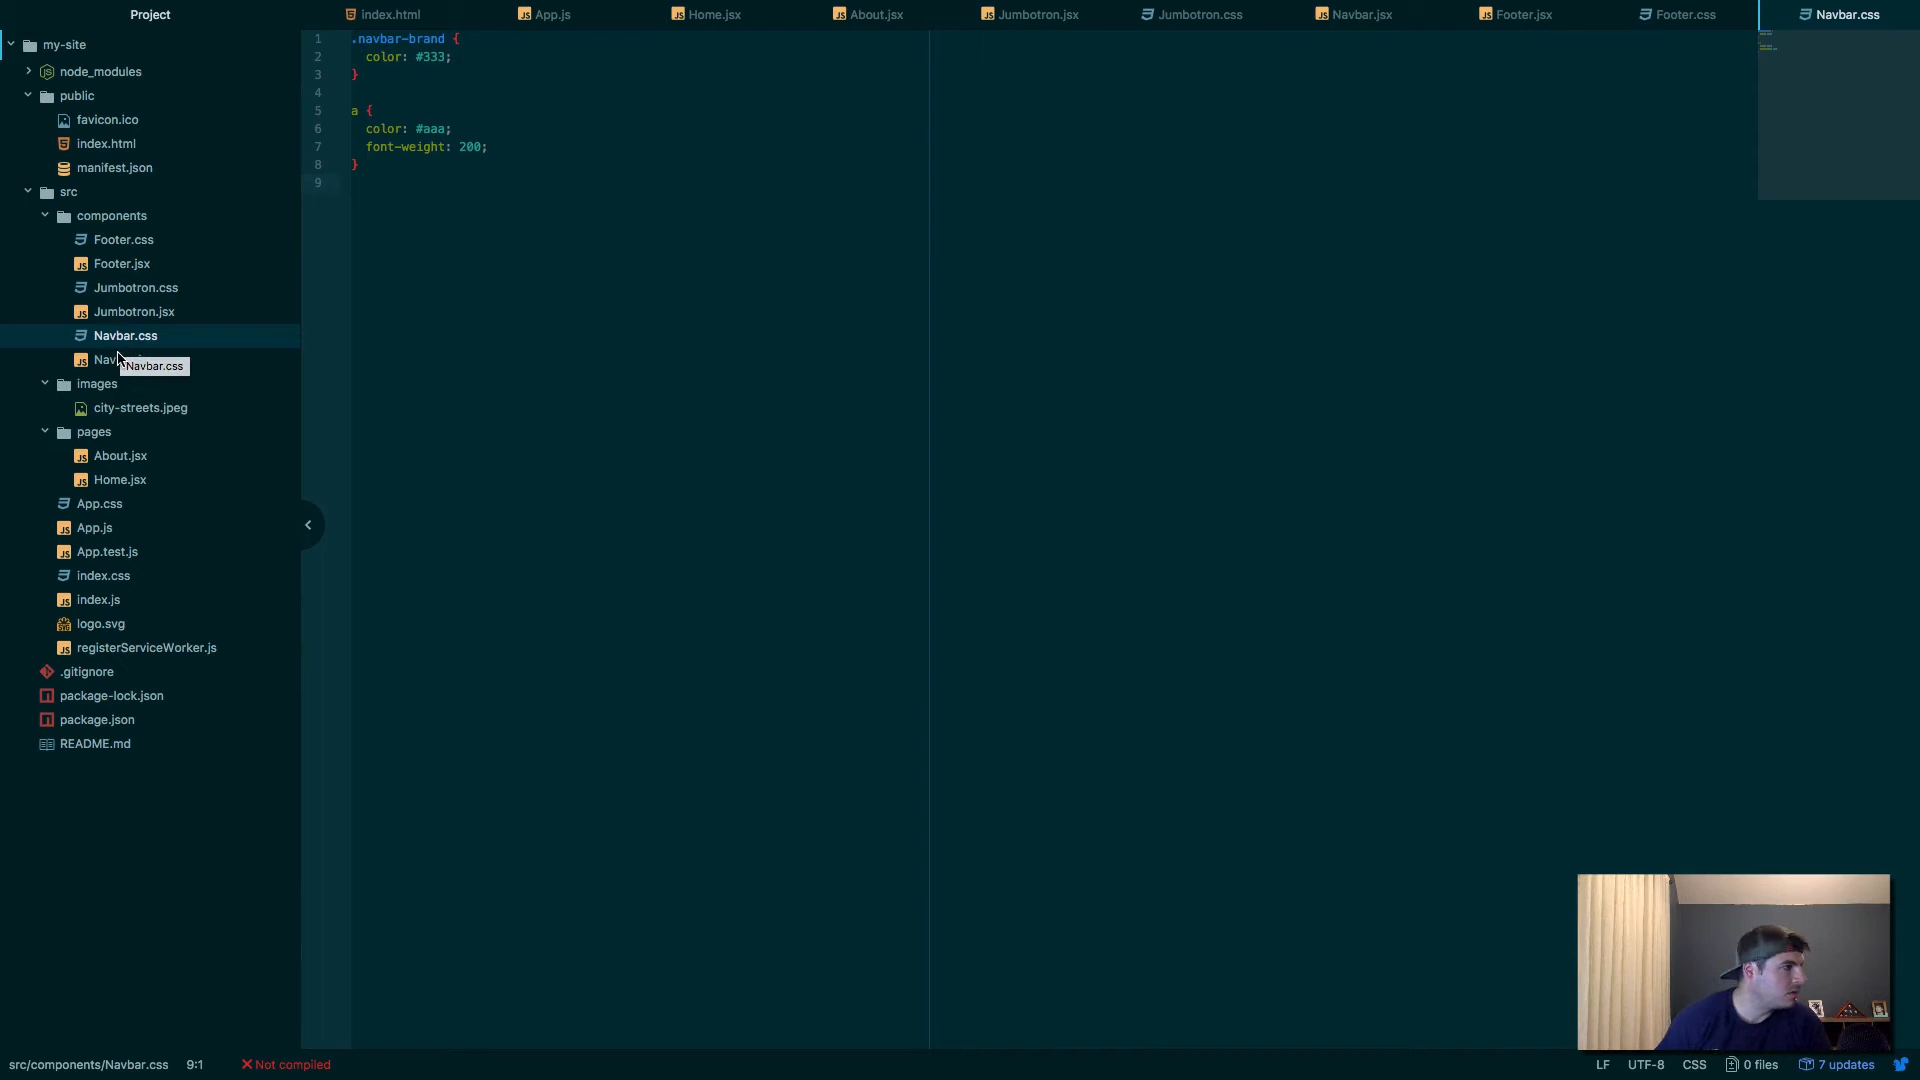 Project
index.html
App.js
Home.jsx
About.jsx
Jumbotron.jsx
Jumbotron.css
Navbar.jsx
Footer.jsx
Footer.css
Navbar.css
my-site
node_modules
public
favicon.ico
index.html
manifest.json
src
components
Footer.css
Footer.jsx
Jumbotron.css
Jumbotron.jsx
Navbar.css
Nav
Navbar.css
images
city-streets.jpeg
pages
About.jsx
Home.jsx
App.css
App.js
App.test.js
index.css
index.js
logo.svg
registerServiceWorker.js
.gitignore
package-lock.json
package.json
README.md
1 .navbar-brand {
2 color: #333;
3 }
4
5 a {
6 color: #aaa;
7 font-weight: 200;
8 }
9
src/components/Navbar.css 9:1 Not compiled
LF UTF-8 CSS 0 files 7 updates